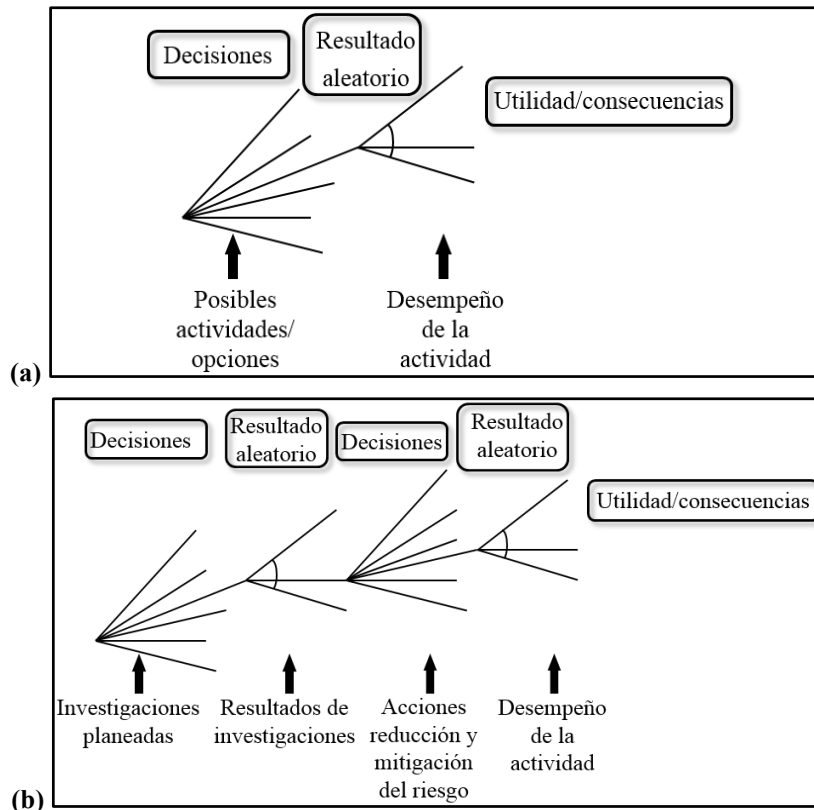 Decisiones
Resultado
aleatorio
Utilidad/consecuencias
Posibles
actividades/
opciones
Desempeño
de la
actividad
(a)
Decisiones
Resultado
aleatorio
Decisiones
Resultado
aleatorio
Utilidad/consecuencias
Investigaciones
planeadas
Resultados de
investigaciones
Acciones
reducción y
mitigación
del riesgo
Desempeño
de la
actividad
(b)